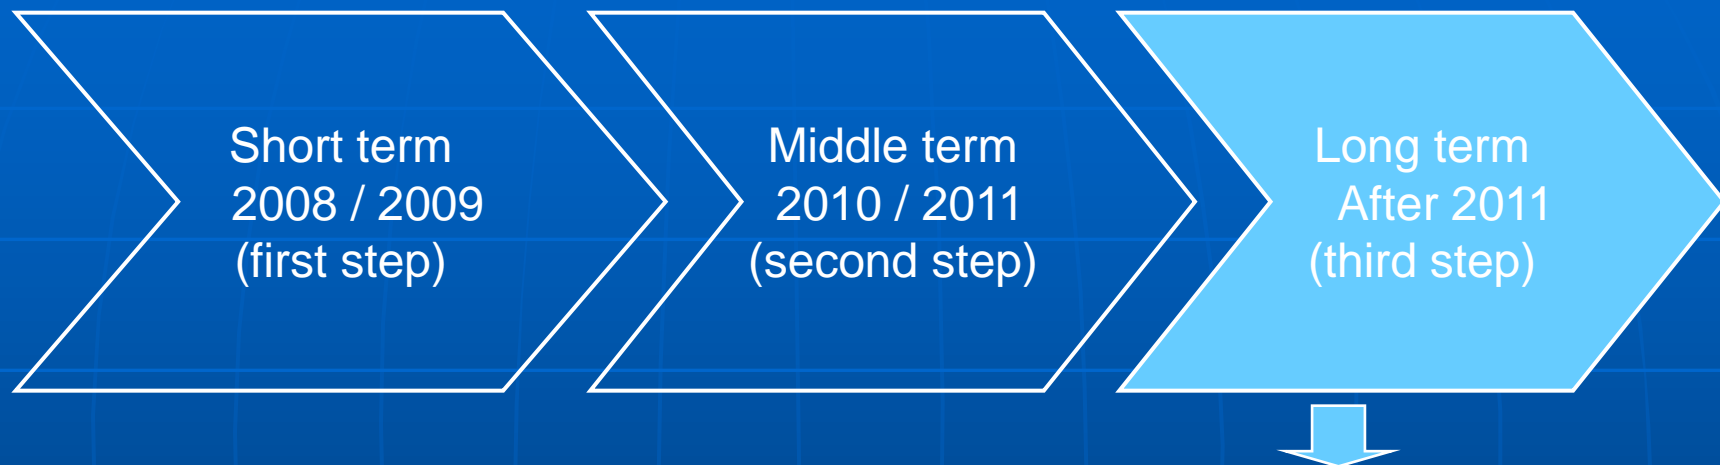 Short term
2008 / 2009
(first step)
Middle term
2010 / 2011
(second step)
Long term
After 2011
(third step)